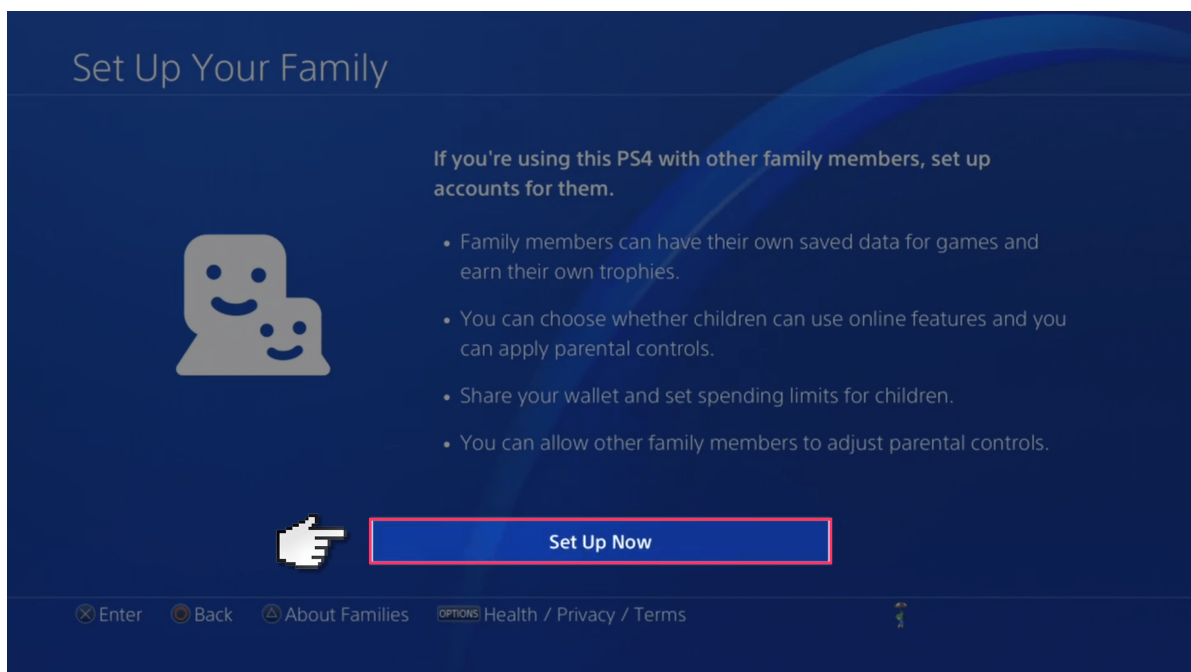 Set Up Your Family
If you're using this PS4 with other family members, set up
accounts for them.
• Family members can have their own saved data for games and
earn their own trophies.
• You can choose whether children can use online features and you
can apply parental controls.
• Share your wallet and set spending limits for children.
• You can allow other family members to adjust parental controls.
Set Up Now
Enter Back About Families OPTIONS Health / Privacy / Terms